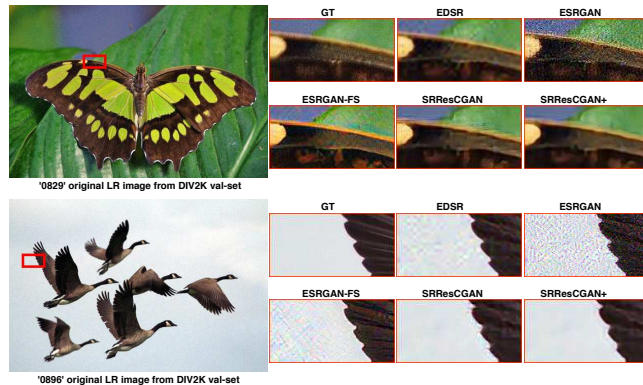 GT EDSR ESRGAN
ESRGAN-FS SRResCGAN SRResCGAN+
'0829' original LR image from DIV2K val-set
GT EDSR ESRGAN
ESRGAN-FS SRResCGAN SRResCGAN+
'0896' original LR image from DIV2K val-set